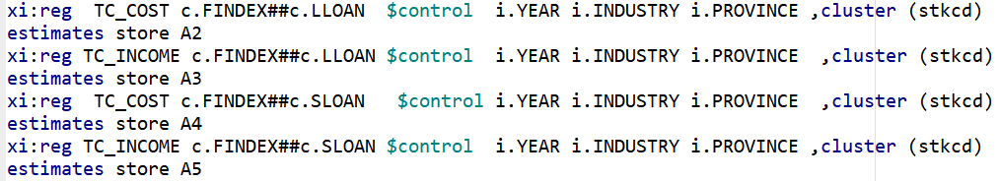 xi:reg  TC_COST c.FINDEX##c.LLOAN  $control  i.YEAR i.INDUSTRY i.PROVINCE ,cluster (stkcd)
estimates store A2
xi:reg TC_INCOME c.FINDEX##c.LLOAN $control  i.YEAR i.INDUSTRY i.PROVINCE  ,cluster (stkcd)
estimates store A3
xi:reg  TC_COST c.FINDEX##c.SLOAN   $control i.YEAR i.INDUSTRY i.PROVINCE  ,cluster (stkcd)
estimates store A4
xi:reg TC_INCOME c.FINDEX##c.SLOAN $control  i.YEAR i.INDUSTRY i.PROVINCE ,cluster (stkcd)
estimates store A5